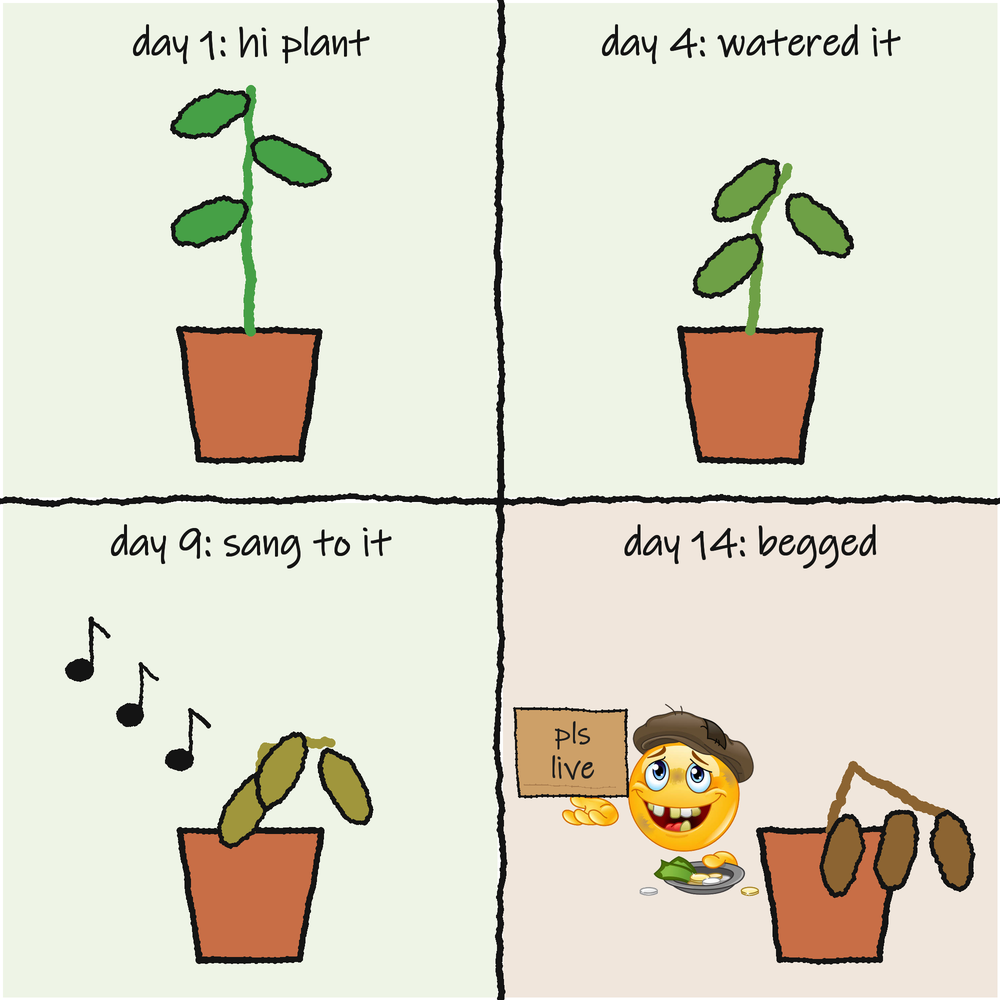 day 1: hi plant
day 4: watered it
day 9: sang to it
day 14: begged
pls
live